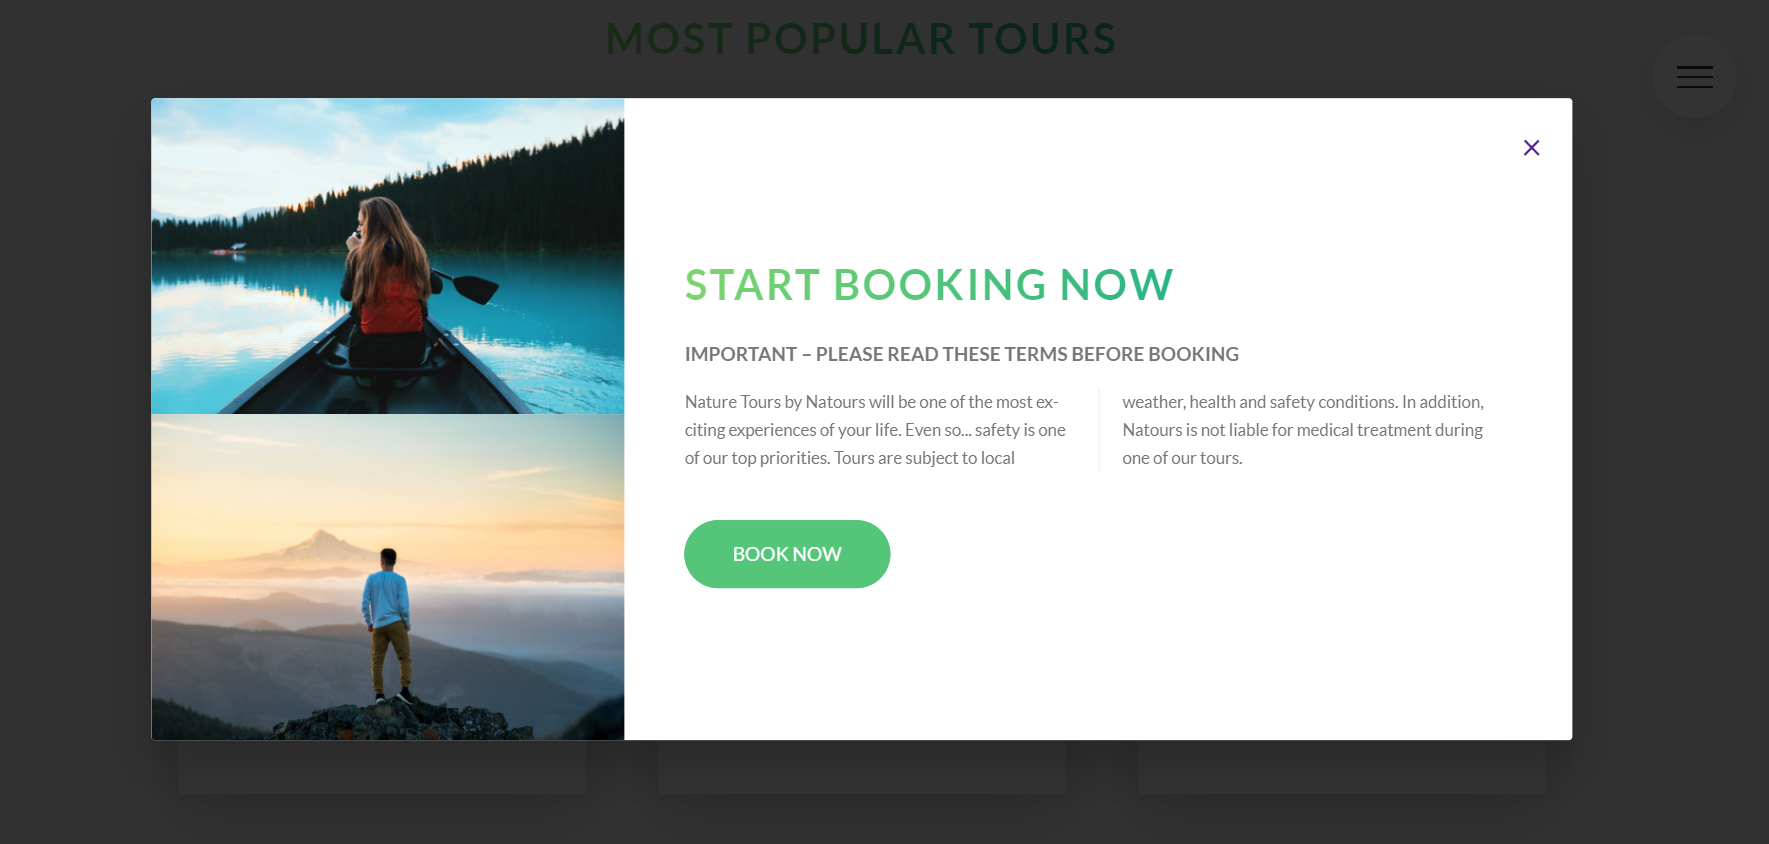 MOST POPULAR TOURS
START BOOKING NOW
IMPORTANT – PLEASE READ THESE TERMS BEFORE BOOKING
Nature Tours by Natours will be one of the most ex-
citing experiences of your life. Even so... safety is one
of our top priorities. Tours are subject to local
weather, health and safety conditions. In addition,
Natours is not liable for medical treatment during
one of our tours.
BOOK NOW